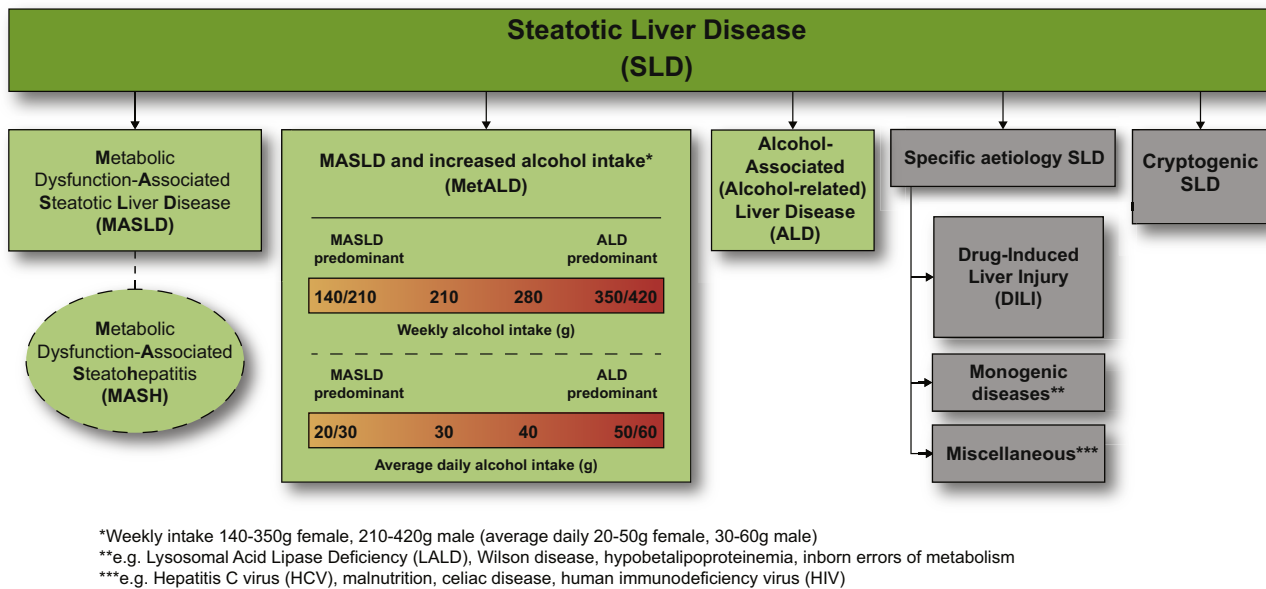 Steatotic Liver Disease
(SLD)
Metabolic
Dysfunction-Associated
Steatotic Liver Disease
(MASLD)
Metabolic
Dysfunction-Associated
Steatohepatitis
(MASH)
MASLD and increased alcohol intake*
(MetALD)
MASLD predominant
ALD predominant
140/210 210 280 350/420
Weekly alcohol intake (g)
MASLD predominant
ALD predominant
20/30 30 40 50/60
Average daily alcohol intake (g)
Alcohol-
Associated
(Alcohol-related)
Liver Disease
(ALD)
Specific aetiology SLD
Drug-Induced
Liver Injury
(DILI)
Monogenic
diseases**
Miscellaneous***
Cryptogenic
SLD
*Weekly intake 140-350g female, 210-420g male (average daily 20-50g female, 30-60g male)
**e.g. Lysosomal Acid Lipase Deficiency (LALD), Wilson disease, hypobetalipoproteinemia, inborn errors of metabolism
***e.g. Hepatitis C virus (HCV), malnutrition, celiac disease, human immunodeficiency virus (HIV)